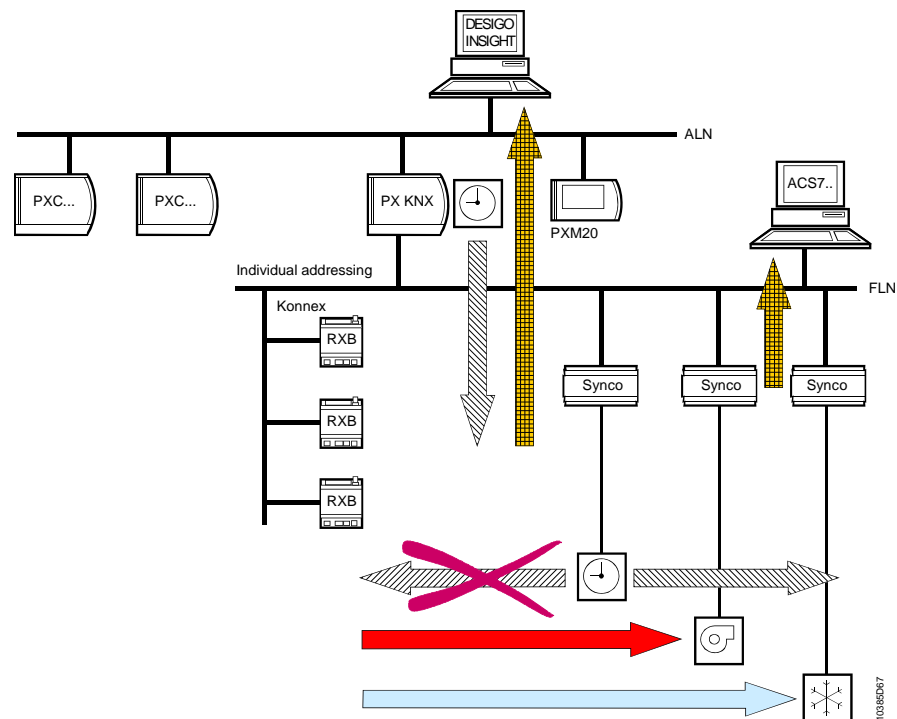 DESIGO
INSIGHT
ALN
PXC...
PXC...
PX KNX
PXM20
ACS7..
Individual addressing
FLN
Konnex
RXB
Synco
Synco
Synco
RXB
RXB
10385D67